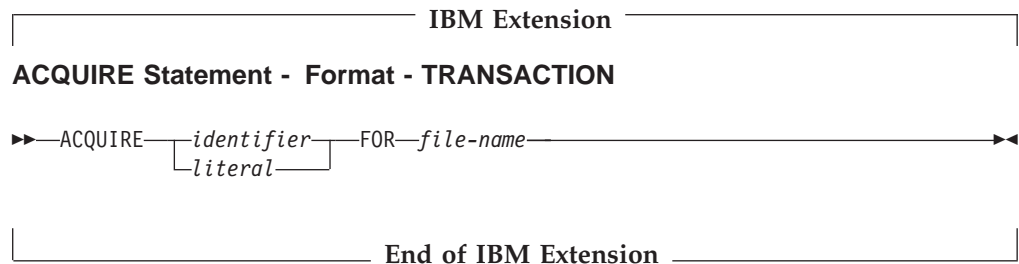 IBM Extension
ACQUIRE Statement - Format - TRANSACTION
ACQUIRE identifier FOR file-name
literal
End of IBM Extension